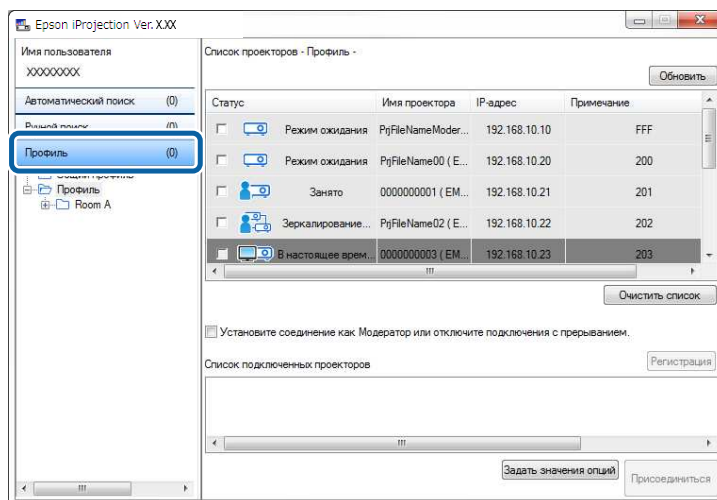 Epson iProjection Ver. X.XX
Имя пользователя
XXXXXXXX
Автоматический поиск (0)
Ручной поиск (0)
Профиль (0)
Общий профиль
Профиль
Room A
Список проекторов - Профиль -
Обновить
Статус Имя проектора IP-адрес Примечание
Режим ожидания PrjFileNameModer... 192.168.10.10 FFF
Режим ожидания PrjFileName00 ( E... 192.168.10.20 200
Занято 0000000001 ( EM... 192.168.10.21 201
Зеркалирование... PrjFileName02 ( E... 192.168.10.22 202
В настоящее врем... 0000000003 ( EM... 192.168.10.23 203
Очистить список
Установите соединение как Модератор или отключите подключения с прерыванием.
Список подключенных проекторов
Регистрация
Задать значения опций
Присоединиться